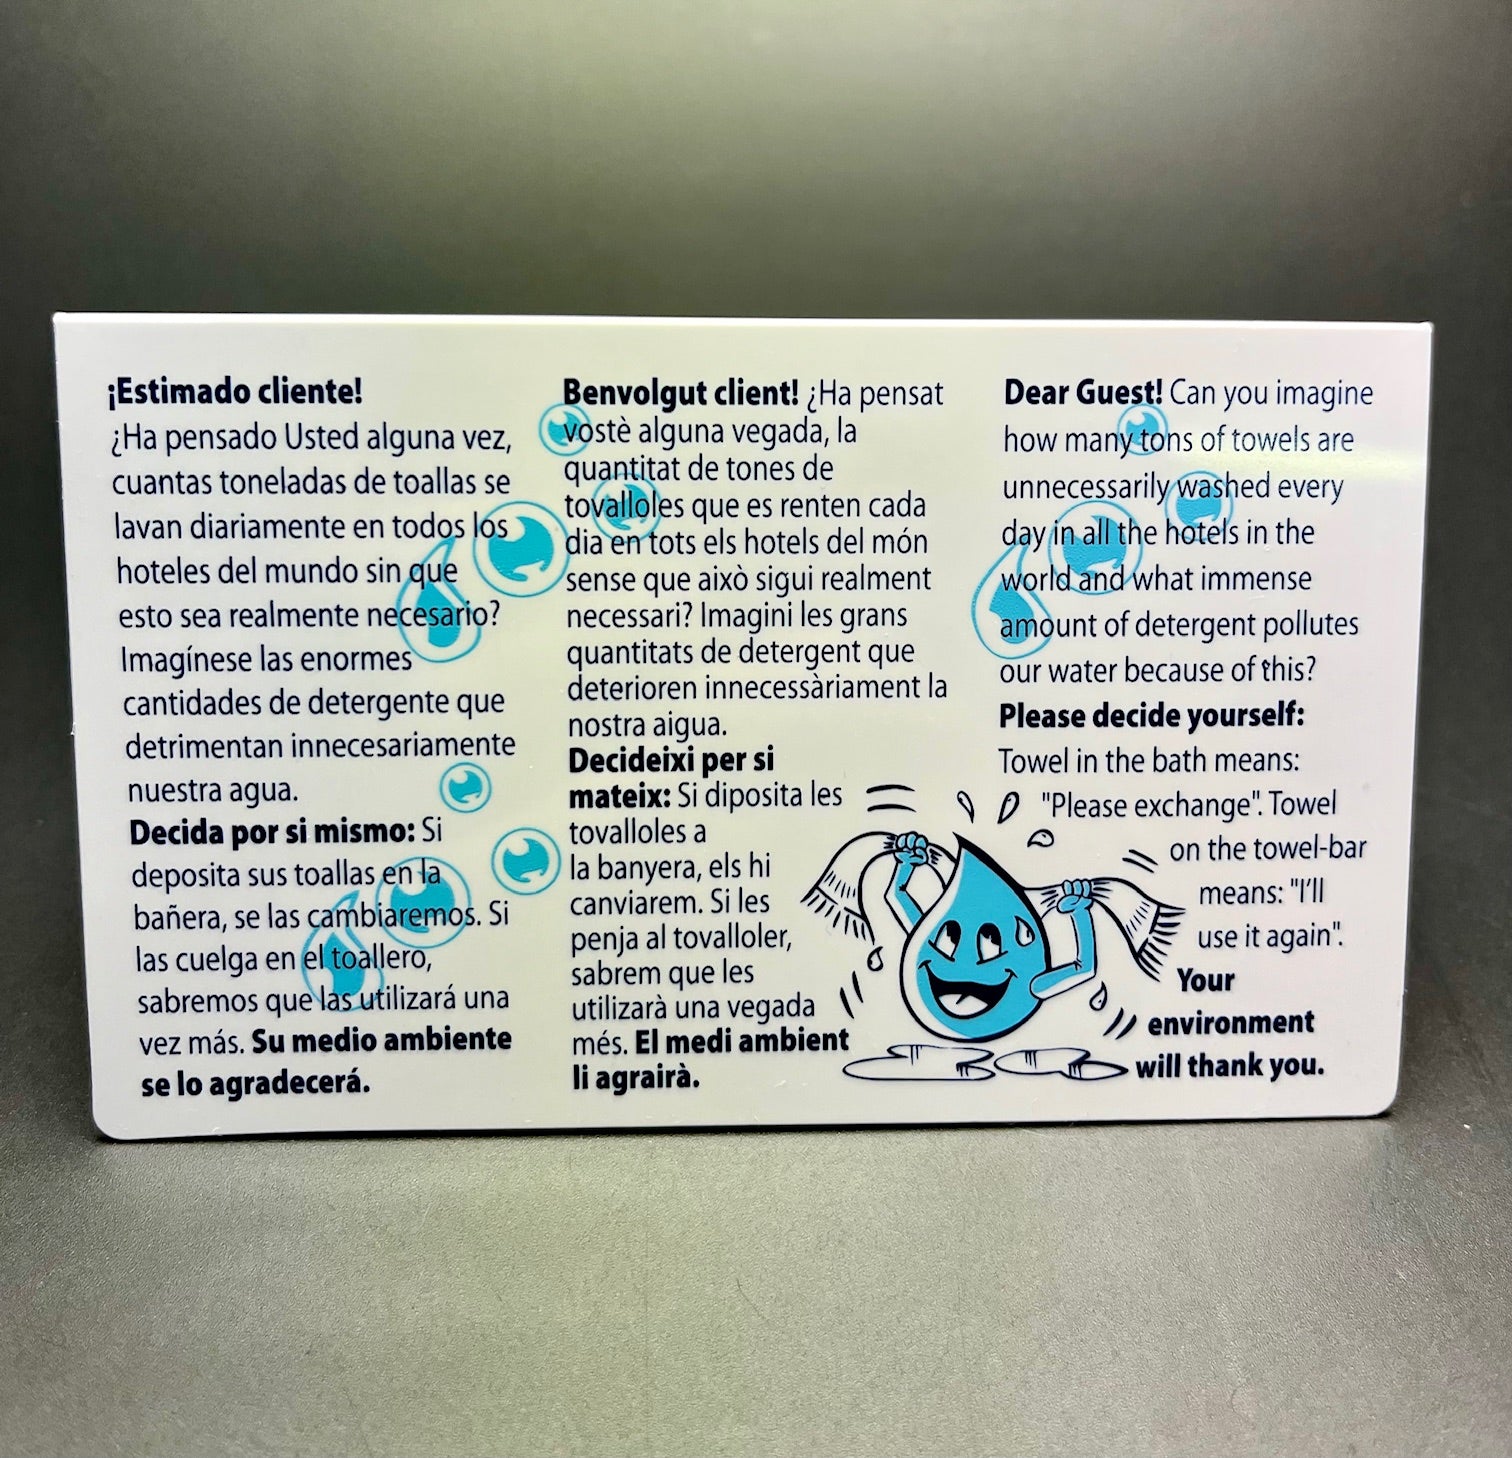 ¡Estimado cliente!
¿Ha pensado Usted alguna vez,
cuantas toneladas de toallas se
lavan diariamente en todos los
hoteles del mundo sin que
esto sea realmente necesario?
Imagínese las enormes
cantidades de detergente que
detrimentan innecesariamente
nuestra agua.
Decida por si mismo: Si
deposita sus toallas en la
bañera, se las cambiaremos. Si
las cuelga en el toallero,
sabremos que las utilizará una
vez más. Su medio ambiente
se lo agradecerá.
Benvolgut client! ¿Ha pensat
vostè alguna vegada, la
quantitat de tones de
tovalloles que es renten cada
dia en tots els hotels del món
sense que això sigui realment
necessari? Imagini les grans
quantitats de detergent que
deterioren innecessàriament la
nostra aigua.
Decideixi per si
mateix: Si diposita les
tovalloles a
la banyera, els hi
canviarem. Si les
penja al tovalloler,
sabrem que les
utilizarà una vegada
més. El medi ambient
li agrairà.
Dear Guest! Can you imagine
how many tons of towels are
unnecessarily washed every
day in all the hotels in the
world and what immense
amount of detergent pollutes
our water because of this?
Please decide yourself:
Towel in the bath means:
"Please exchange". Towel
on the towel-bar
means: "I'll
use it again".
Your
environment
will thank you.